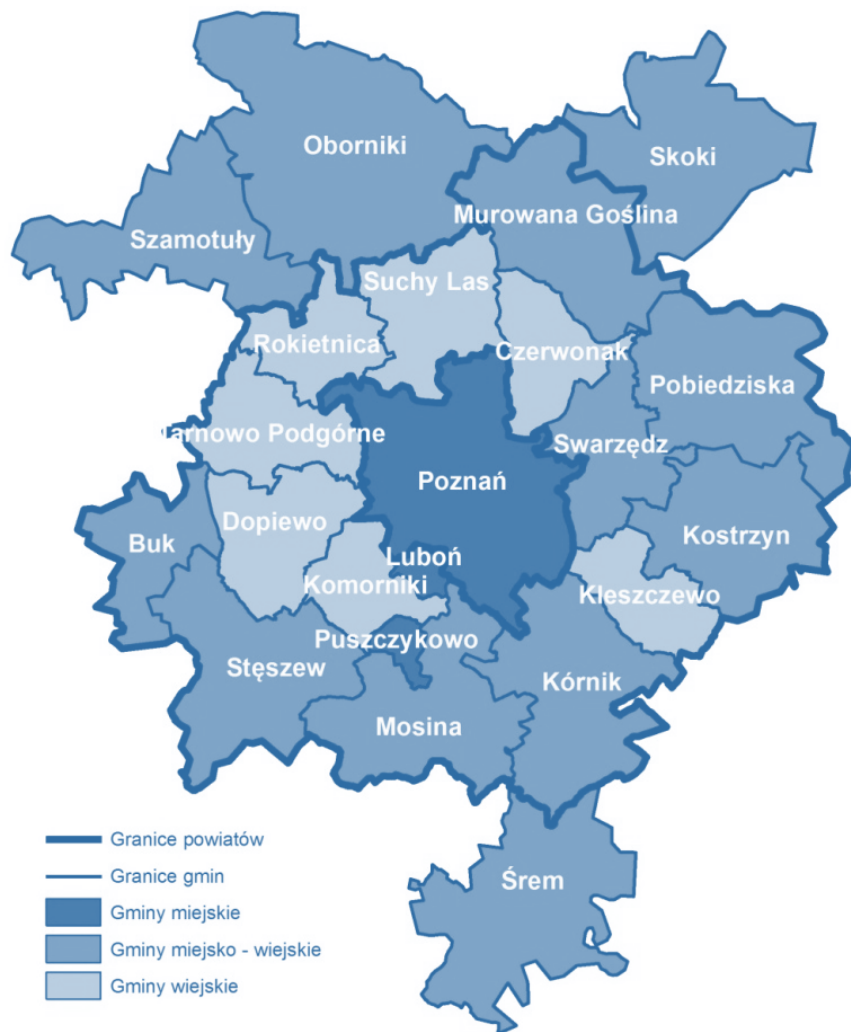 Oborniki
Skoki
Murowana Goślina
Szamotuły
Suchy Las
Rokietnica
Czerwonak
Pobiedziska
Tarnowo Podgórne
Swarzędz
Poznań
Dopiewo
Kostrzyn
Buk
Luboń
Komorniki
Kleszczewo
Puszczykowo
Stęszew
Kórnik
Mosina
Śrem
Granice powiatów
Granice gmin
Gminy miejskie
Gminy miejsko - wiejskie
Gminy wiejskie